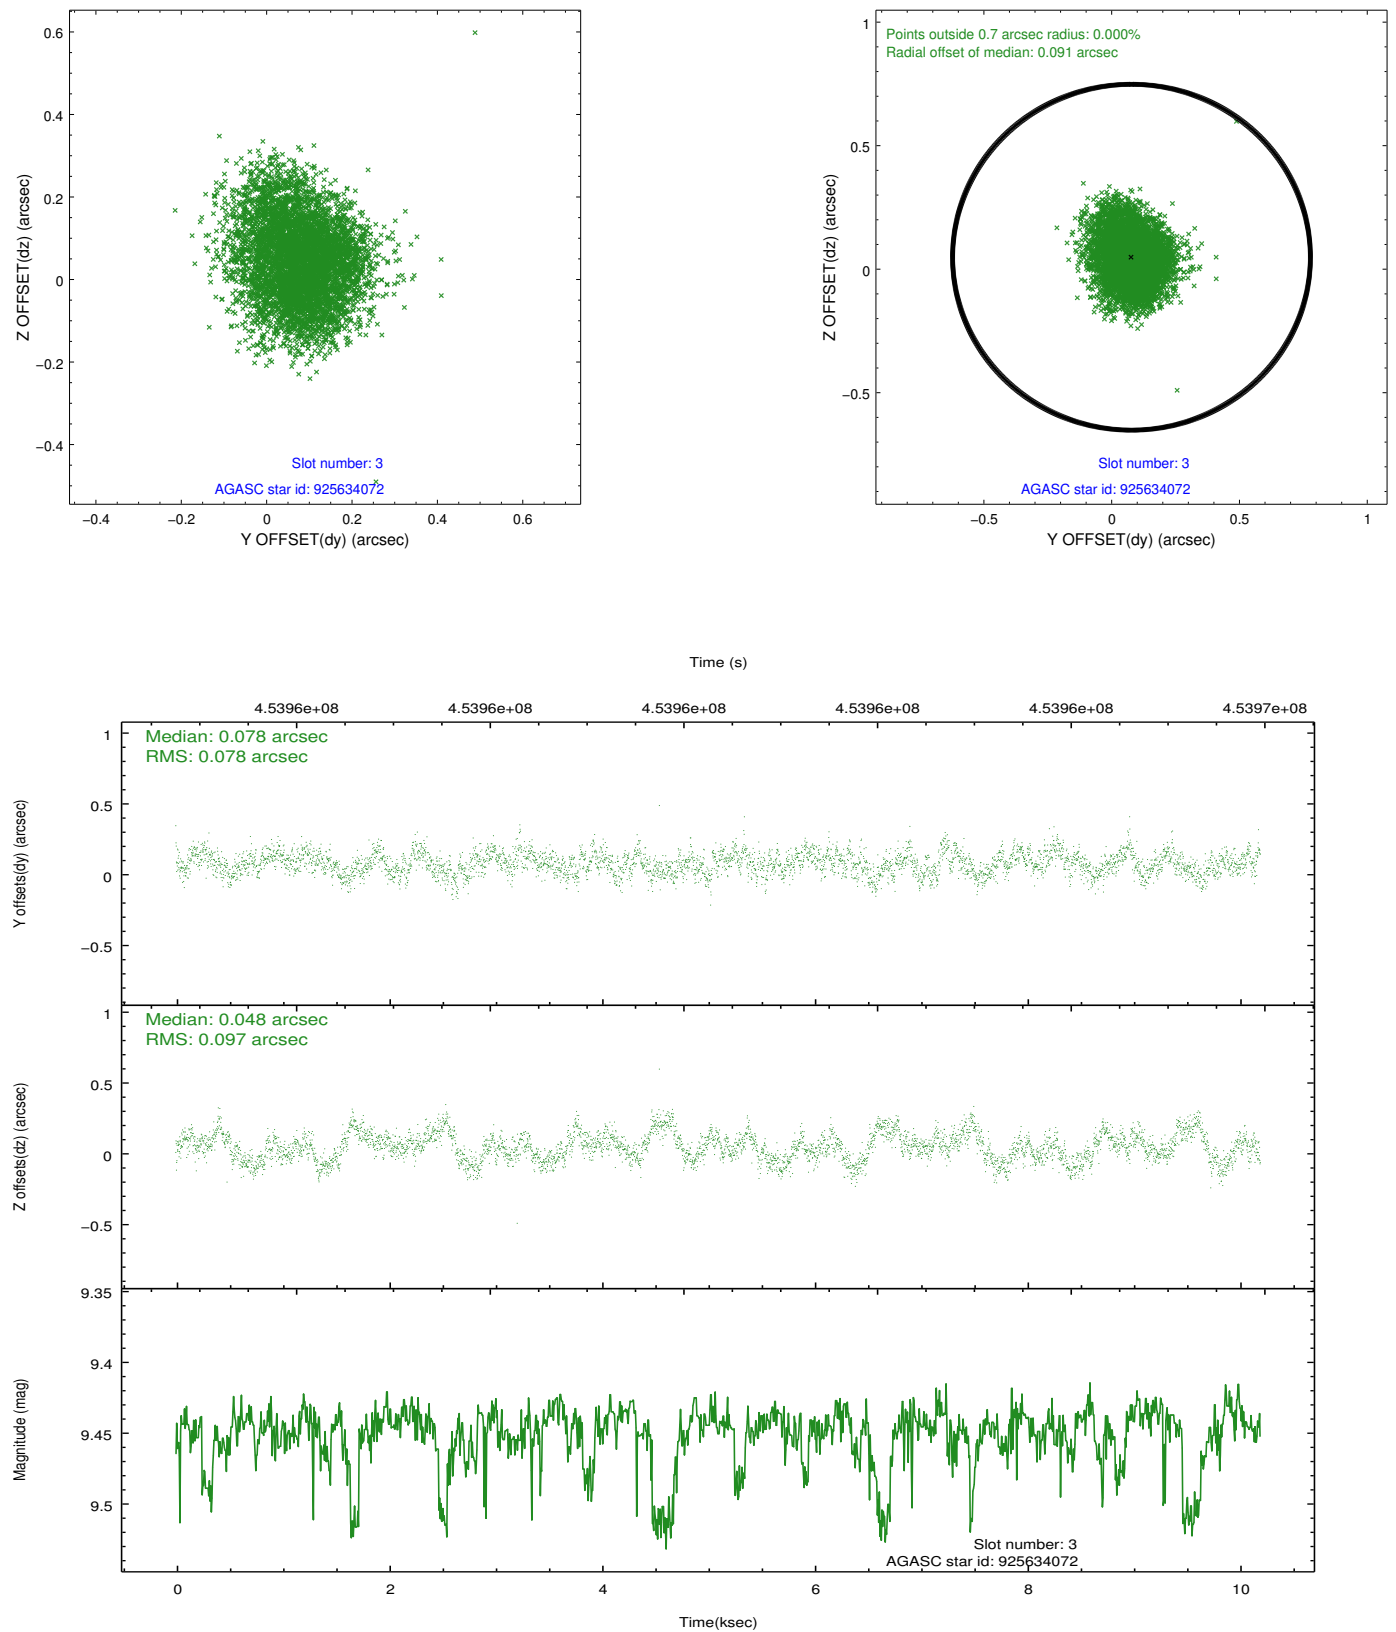 0.6
0.4
0.2
0
−0.2
−0.4
Z OFFSET(dz) (arcsec)
Slot number: 3
AGASC star id: 925634072
−0.4 −0.2 0 0.2 0.4 0.6
Y OFFSET(dy) (arcsec)
Points outside 0.7 arcsec radius: 0.000%
Radial offset of median: 0.091 arcsec
1
0.5
0
−0.5
Z OFFSET(dz) (arcsec)
Slot number: 3
AGASC star id: 925634072
−0.5 0 0.5 1
Y OFFSET(dy) (arcsec)
Time (s)
4.5396e+08 4.5396e+08 4.5396e+08 4.5396e+08 4.5396e+08 4.5397e+08
Median: 0.078 arcsec
RMS: 0.078 arcsec
1
0.5
0
−0.5
Y offsets(dy) (arcsec)
Median: 0.048 arcsec
RMS: 0.097 arcsec
1
0.5
0
−0.5
Z offsets(dz) (arcsec)
9.35
9.4
9.45
9.5
Magnitude (mag)
Slot number: 3
AGASC star id: 925634072
0 2 4 6 8 10
Time(ksec)